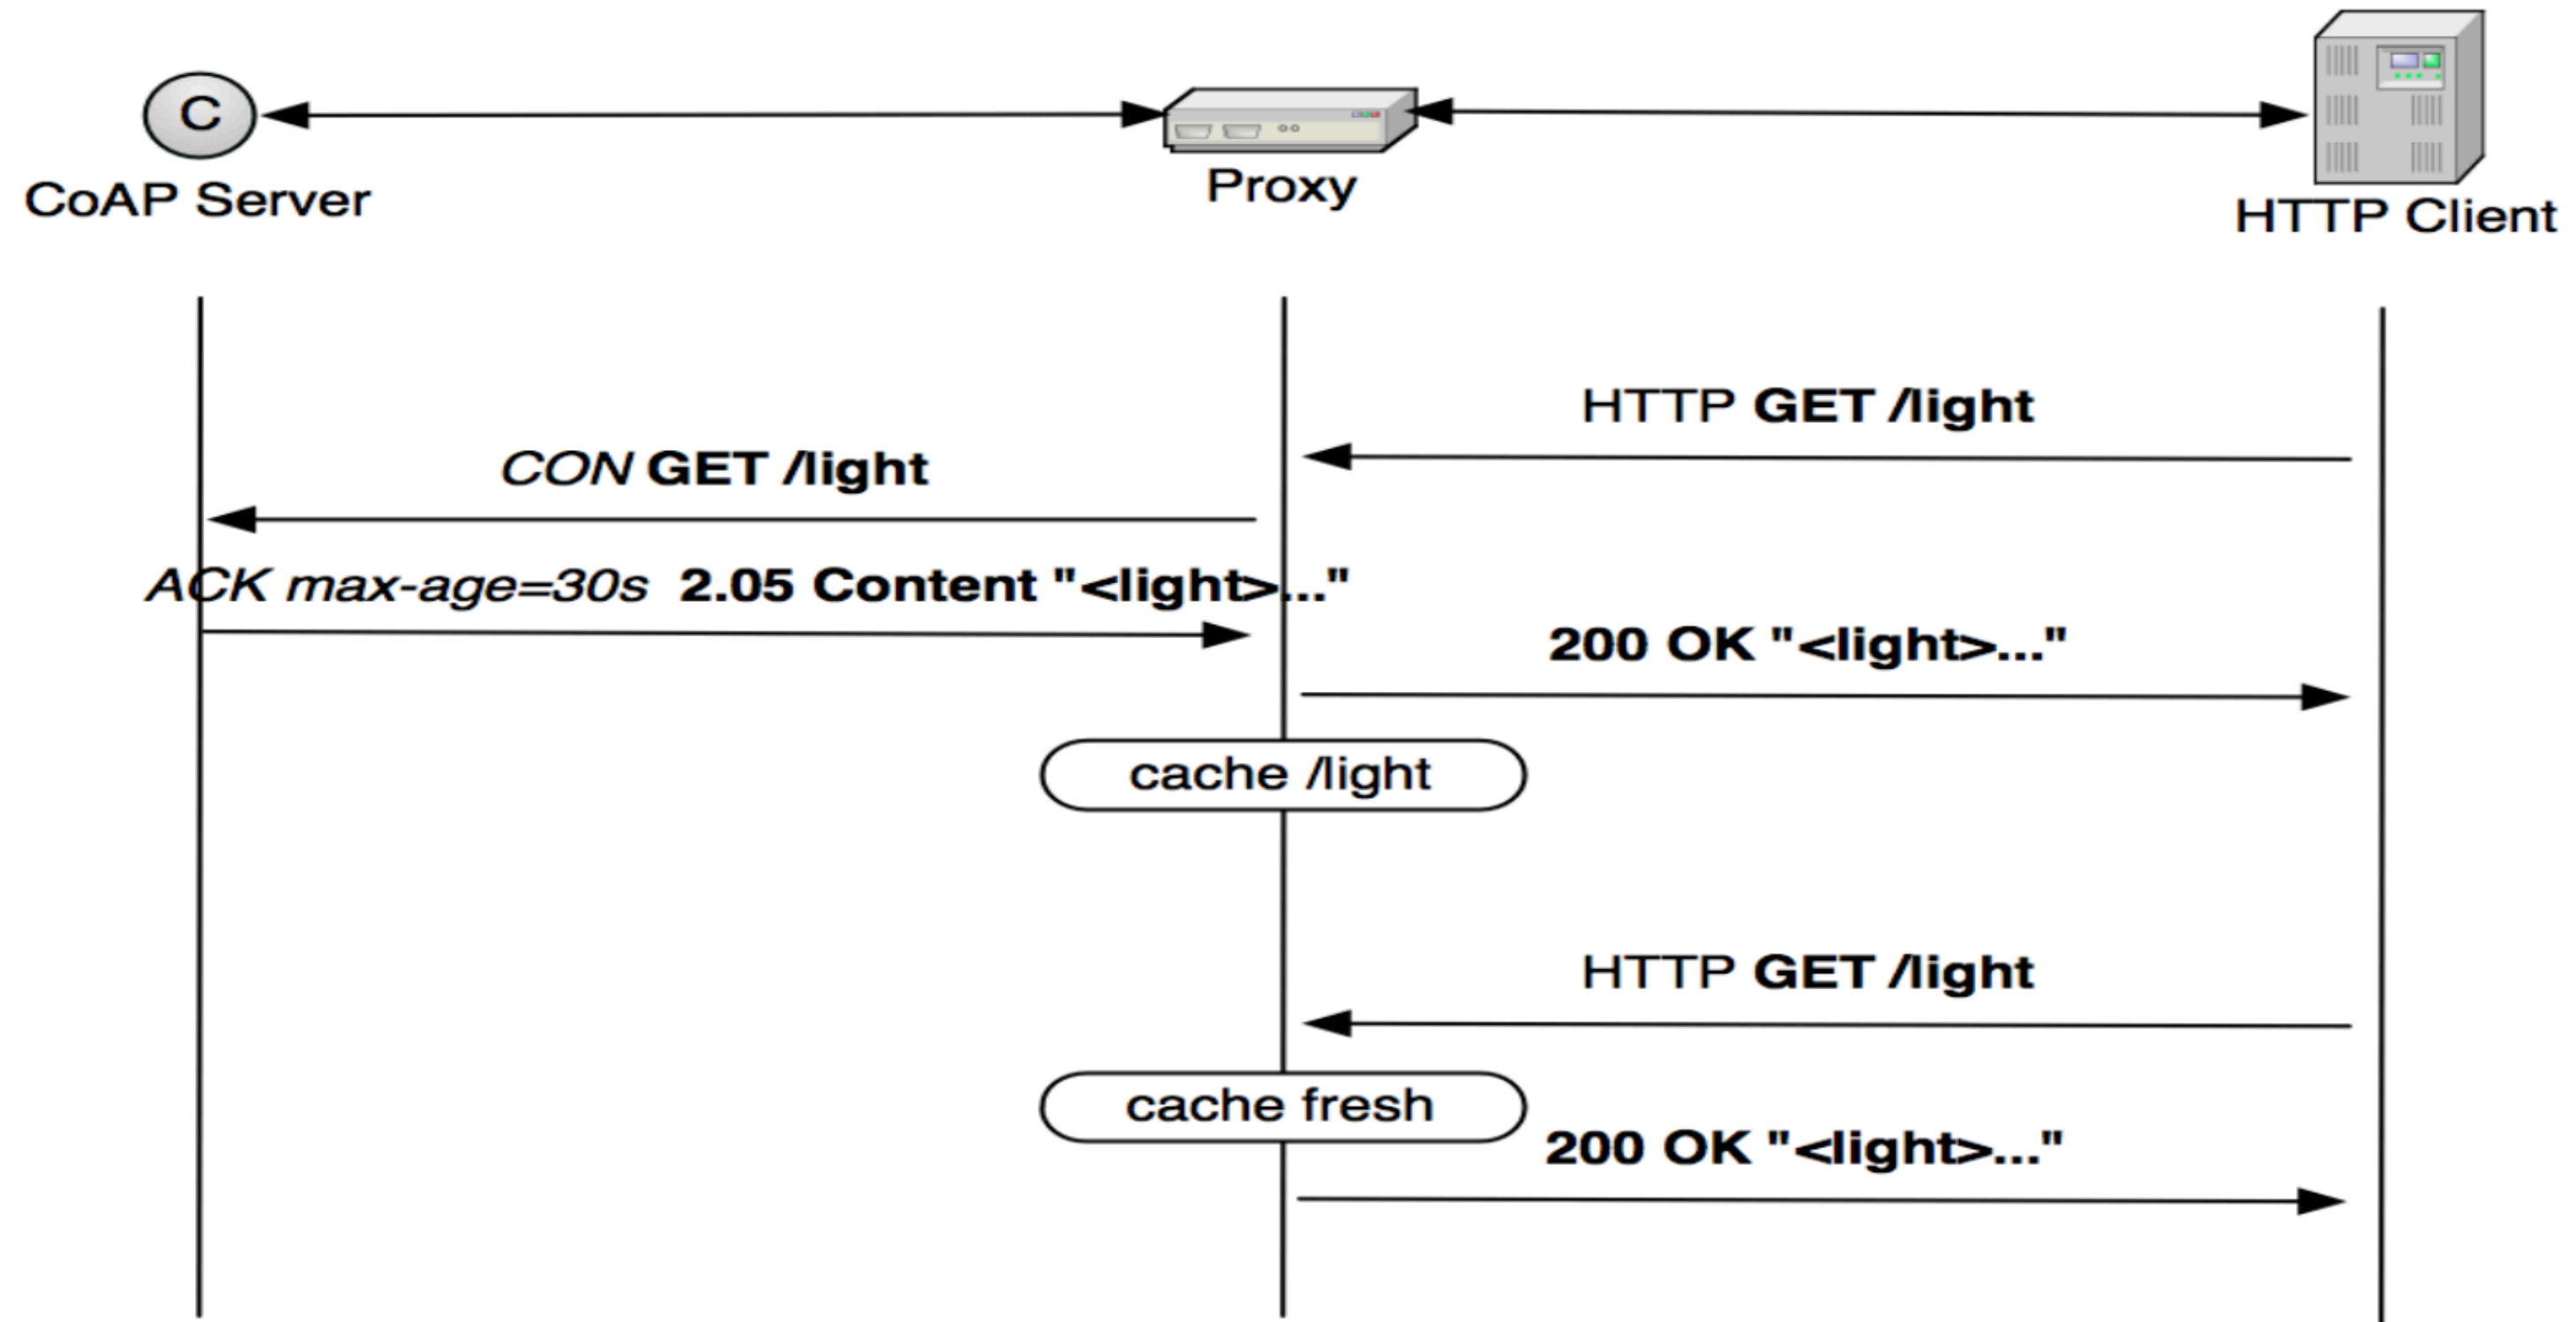 C
CoAP Server
Proxy
HTTP Client
HTTP GET /light
CON GET /light
ACK max-age=30s 2.05 Content "<light>..."
200 OK "<light>..."
cache /light
HTTP GET /light
cache fresh
200 OK "<light>..."